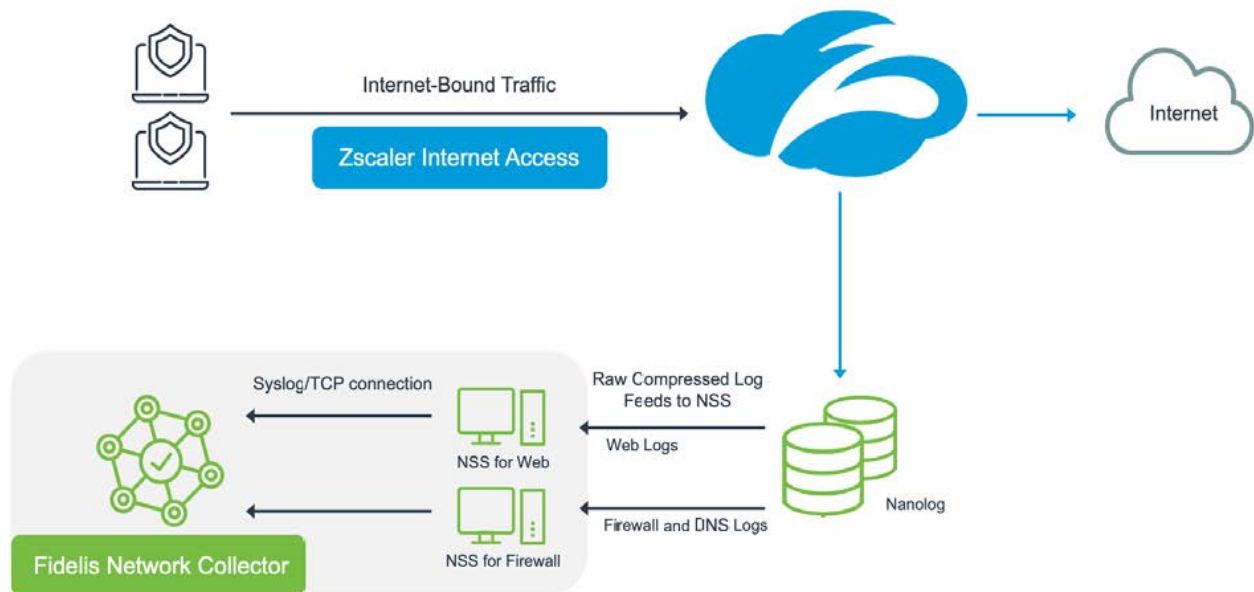 Internet-Bound Traffic
Zscaler Internet Access
Internet
Syslog/TCP connection
Raw Compressed Log
Feeds to NSS
Web Logs
NSS for Web
Nanolog
Firewall and DNS Logs
NSS for Firewall
Fidelis Network Collector